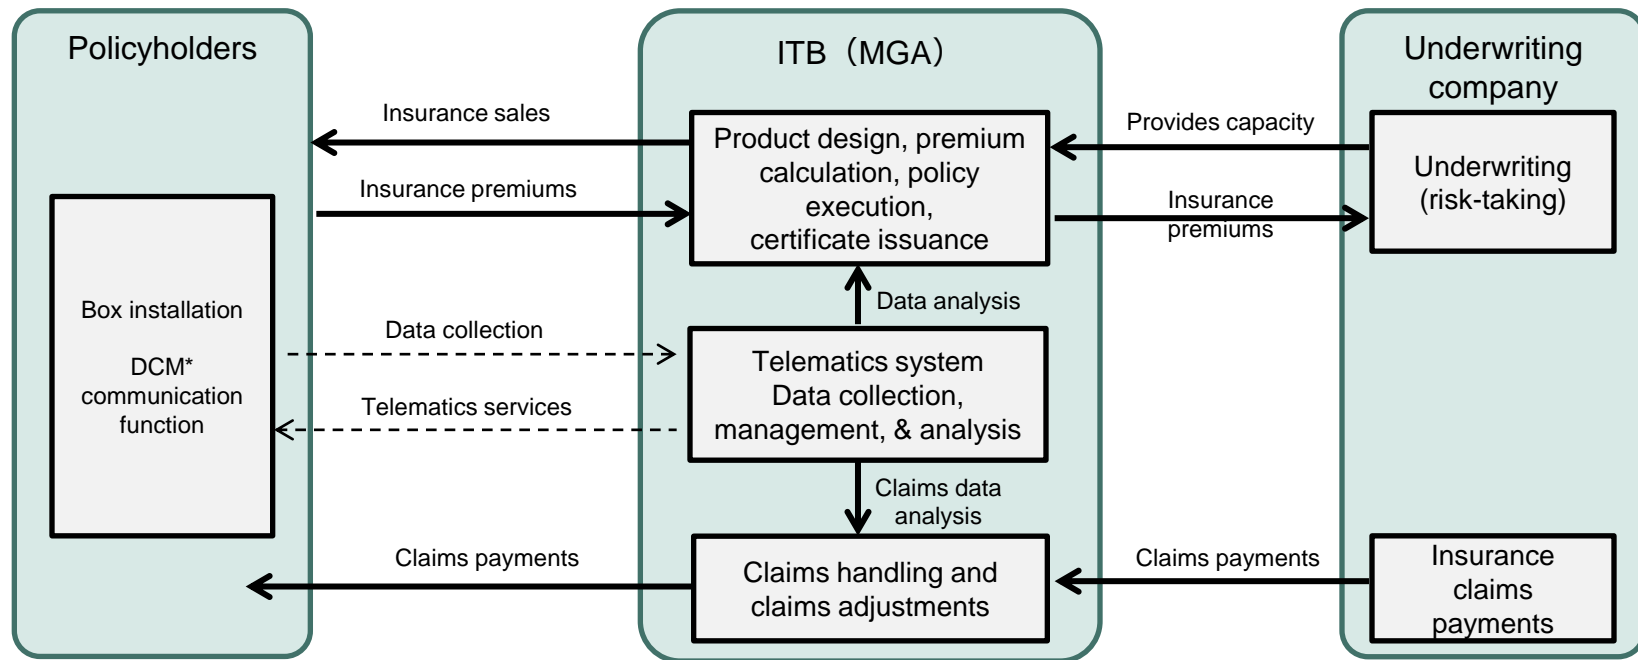 Policyholders
ITB（MGA）
Underwriting
company
Insurance sales
Insurance premiums
Product design, premium
calculation, policy
execution,
certificate issuance
Provides capacity
Insurance
premiums
Underwriting
(risk-taking)
Box installation
DCM*
communication
function
Data collection
Telematics services
Data analysis
Telematics system
Data collection,
management, & analysis
Claims data
analysis
Claims payments
Claims handling and
claims adjustments
Claims payments
Insurance
claims
payments